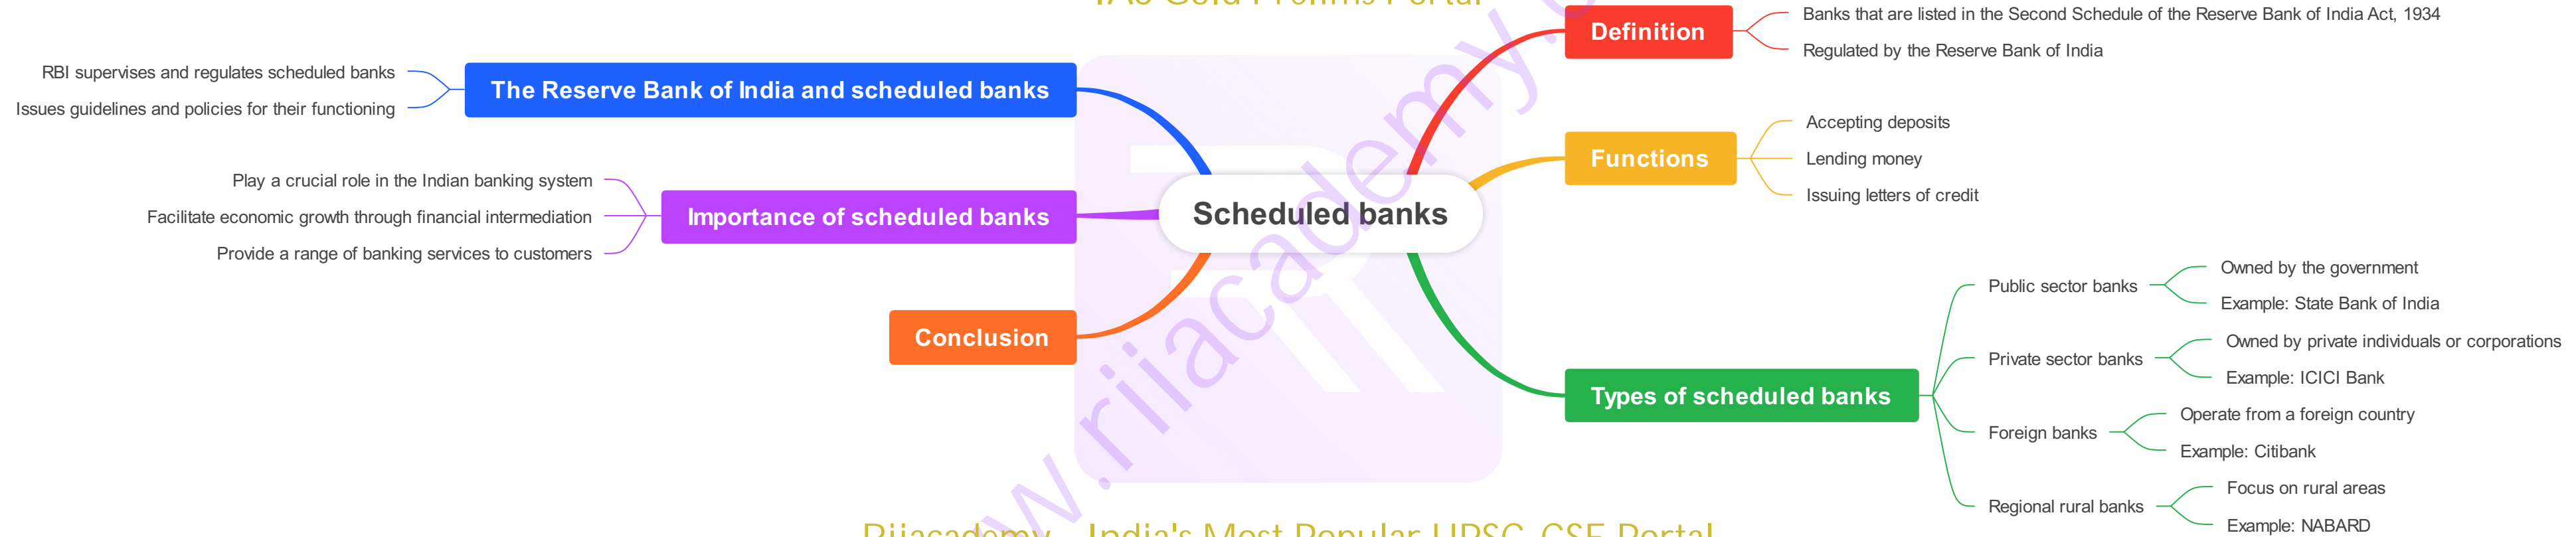 Scheduled banks
Definition
Banks that are listed in the Second Schedule of the Reserve Bank of India Act, 1934
Regulated by the Reserve Bank of India
Functions
Accepting deposits
Lending money
Issuing letters of credit
Types of scheduled banks
Public sector banks
Owned by the government
Example: State Bank of India
Private sector banks
Owned by private individuals or corporations
Example: ICICI Bank
Foreign banks
Operate from a foreign country
Example: Citibank
Regional rural banks
Focus on rural areas
Example: NABARD
The Reserve Bank of India and scheduled banks
RBI supervises and regulates scheduled banks
Issues guidelines and policies for their functioning
Importance of scheduled banks
Play a crucial role in the Indian banking system
Facilitate economic growth through financial intermediation
Provide a range of banking services to customers
Conclusion
India's Most Popular UPSC-CSE Portal